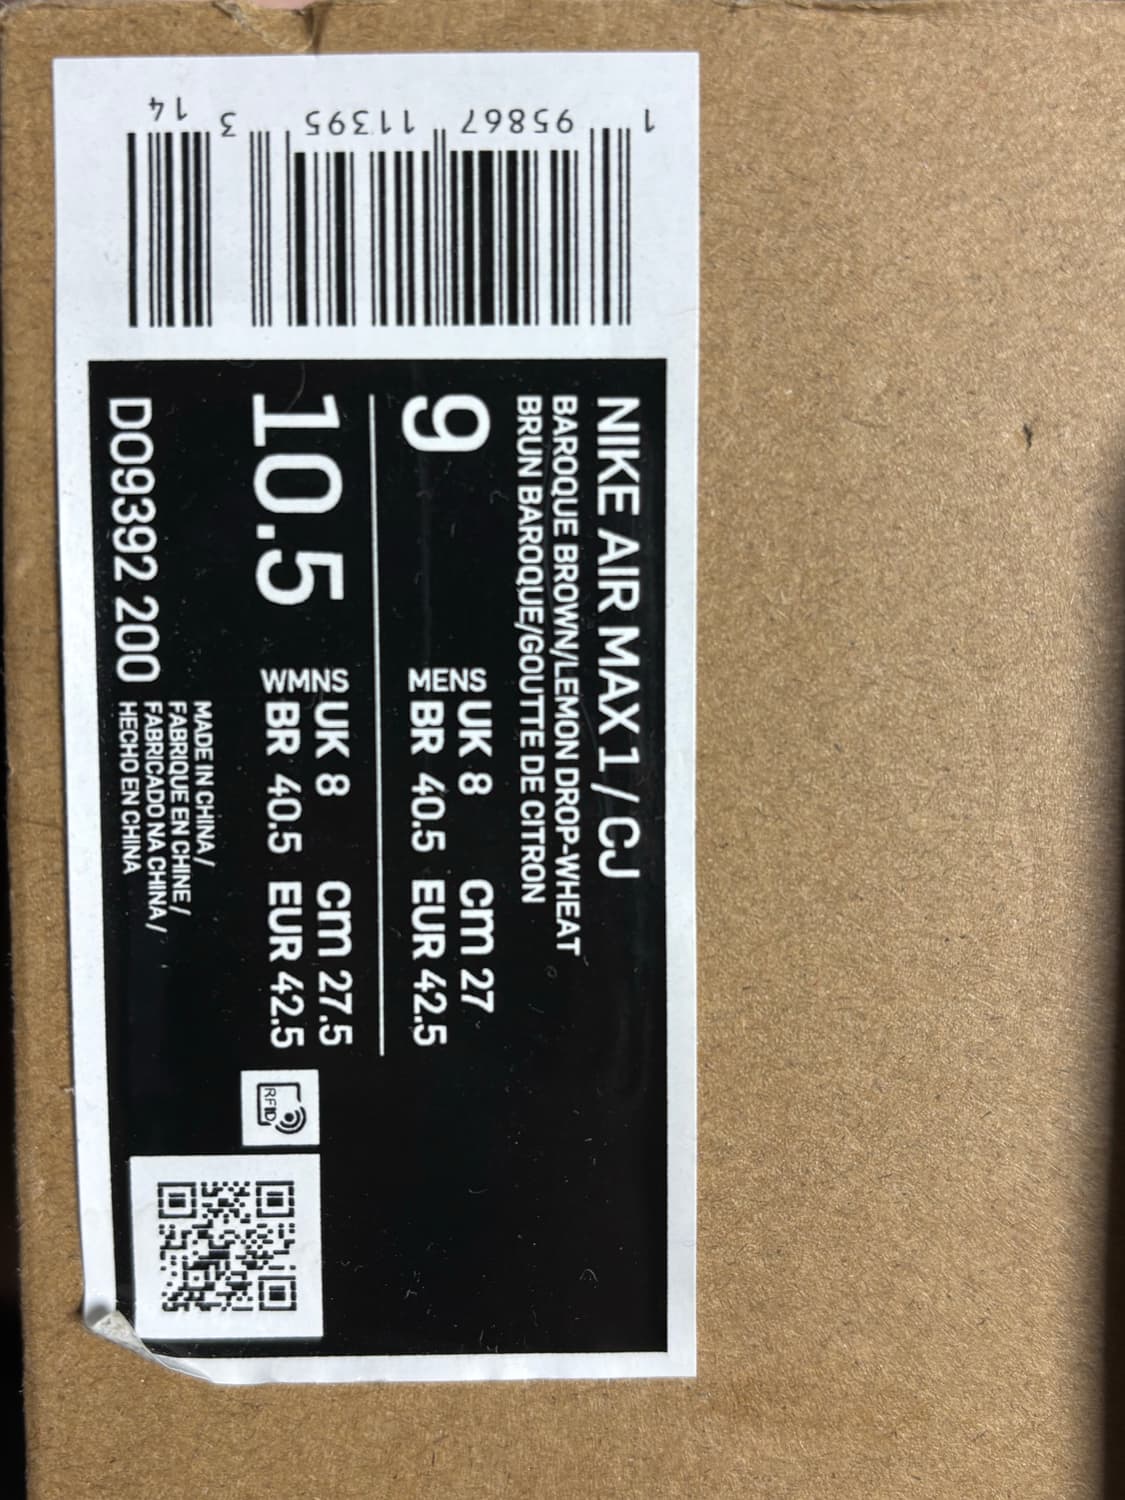 NIKE AIR MAX 1 / CJ
BAROQUE BROWN/LEMON DROP-WHEAT
BRUN BAROQUE/GOUTTE DE CITRON
9
MENS
UK 8 cm 27
BR 40.5 EUR 42.5
10.5
WMNS
UK 8 cm 27.5
BR 40.5 EUR 42.5
DO9392 200
MADE IN CHINA/
FABRIQUE EN CHINE/
FABRICADO NA CHINA/
HECHO EN CHINA
RFID
1 95867 11395 3 14